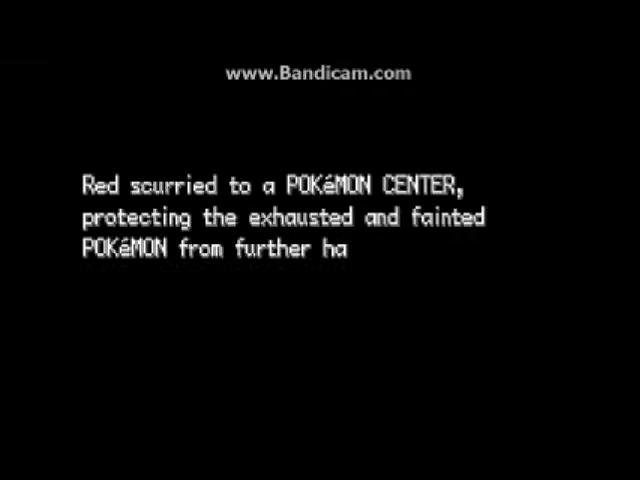 www.Bandicam.com
Red scurried to a POKéMON CENTER,
protecting the exhausted and fainted
POKéMON from further ha